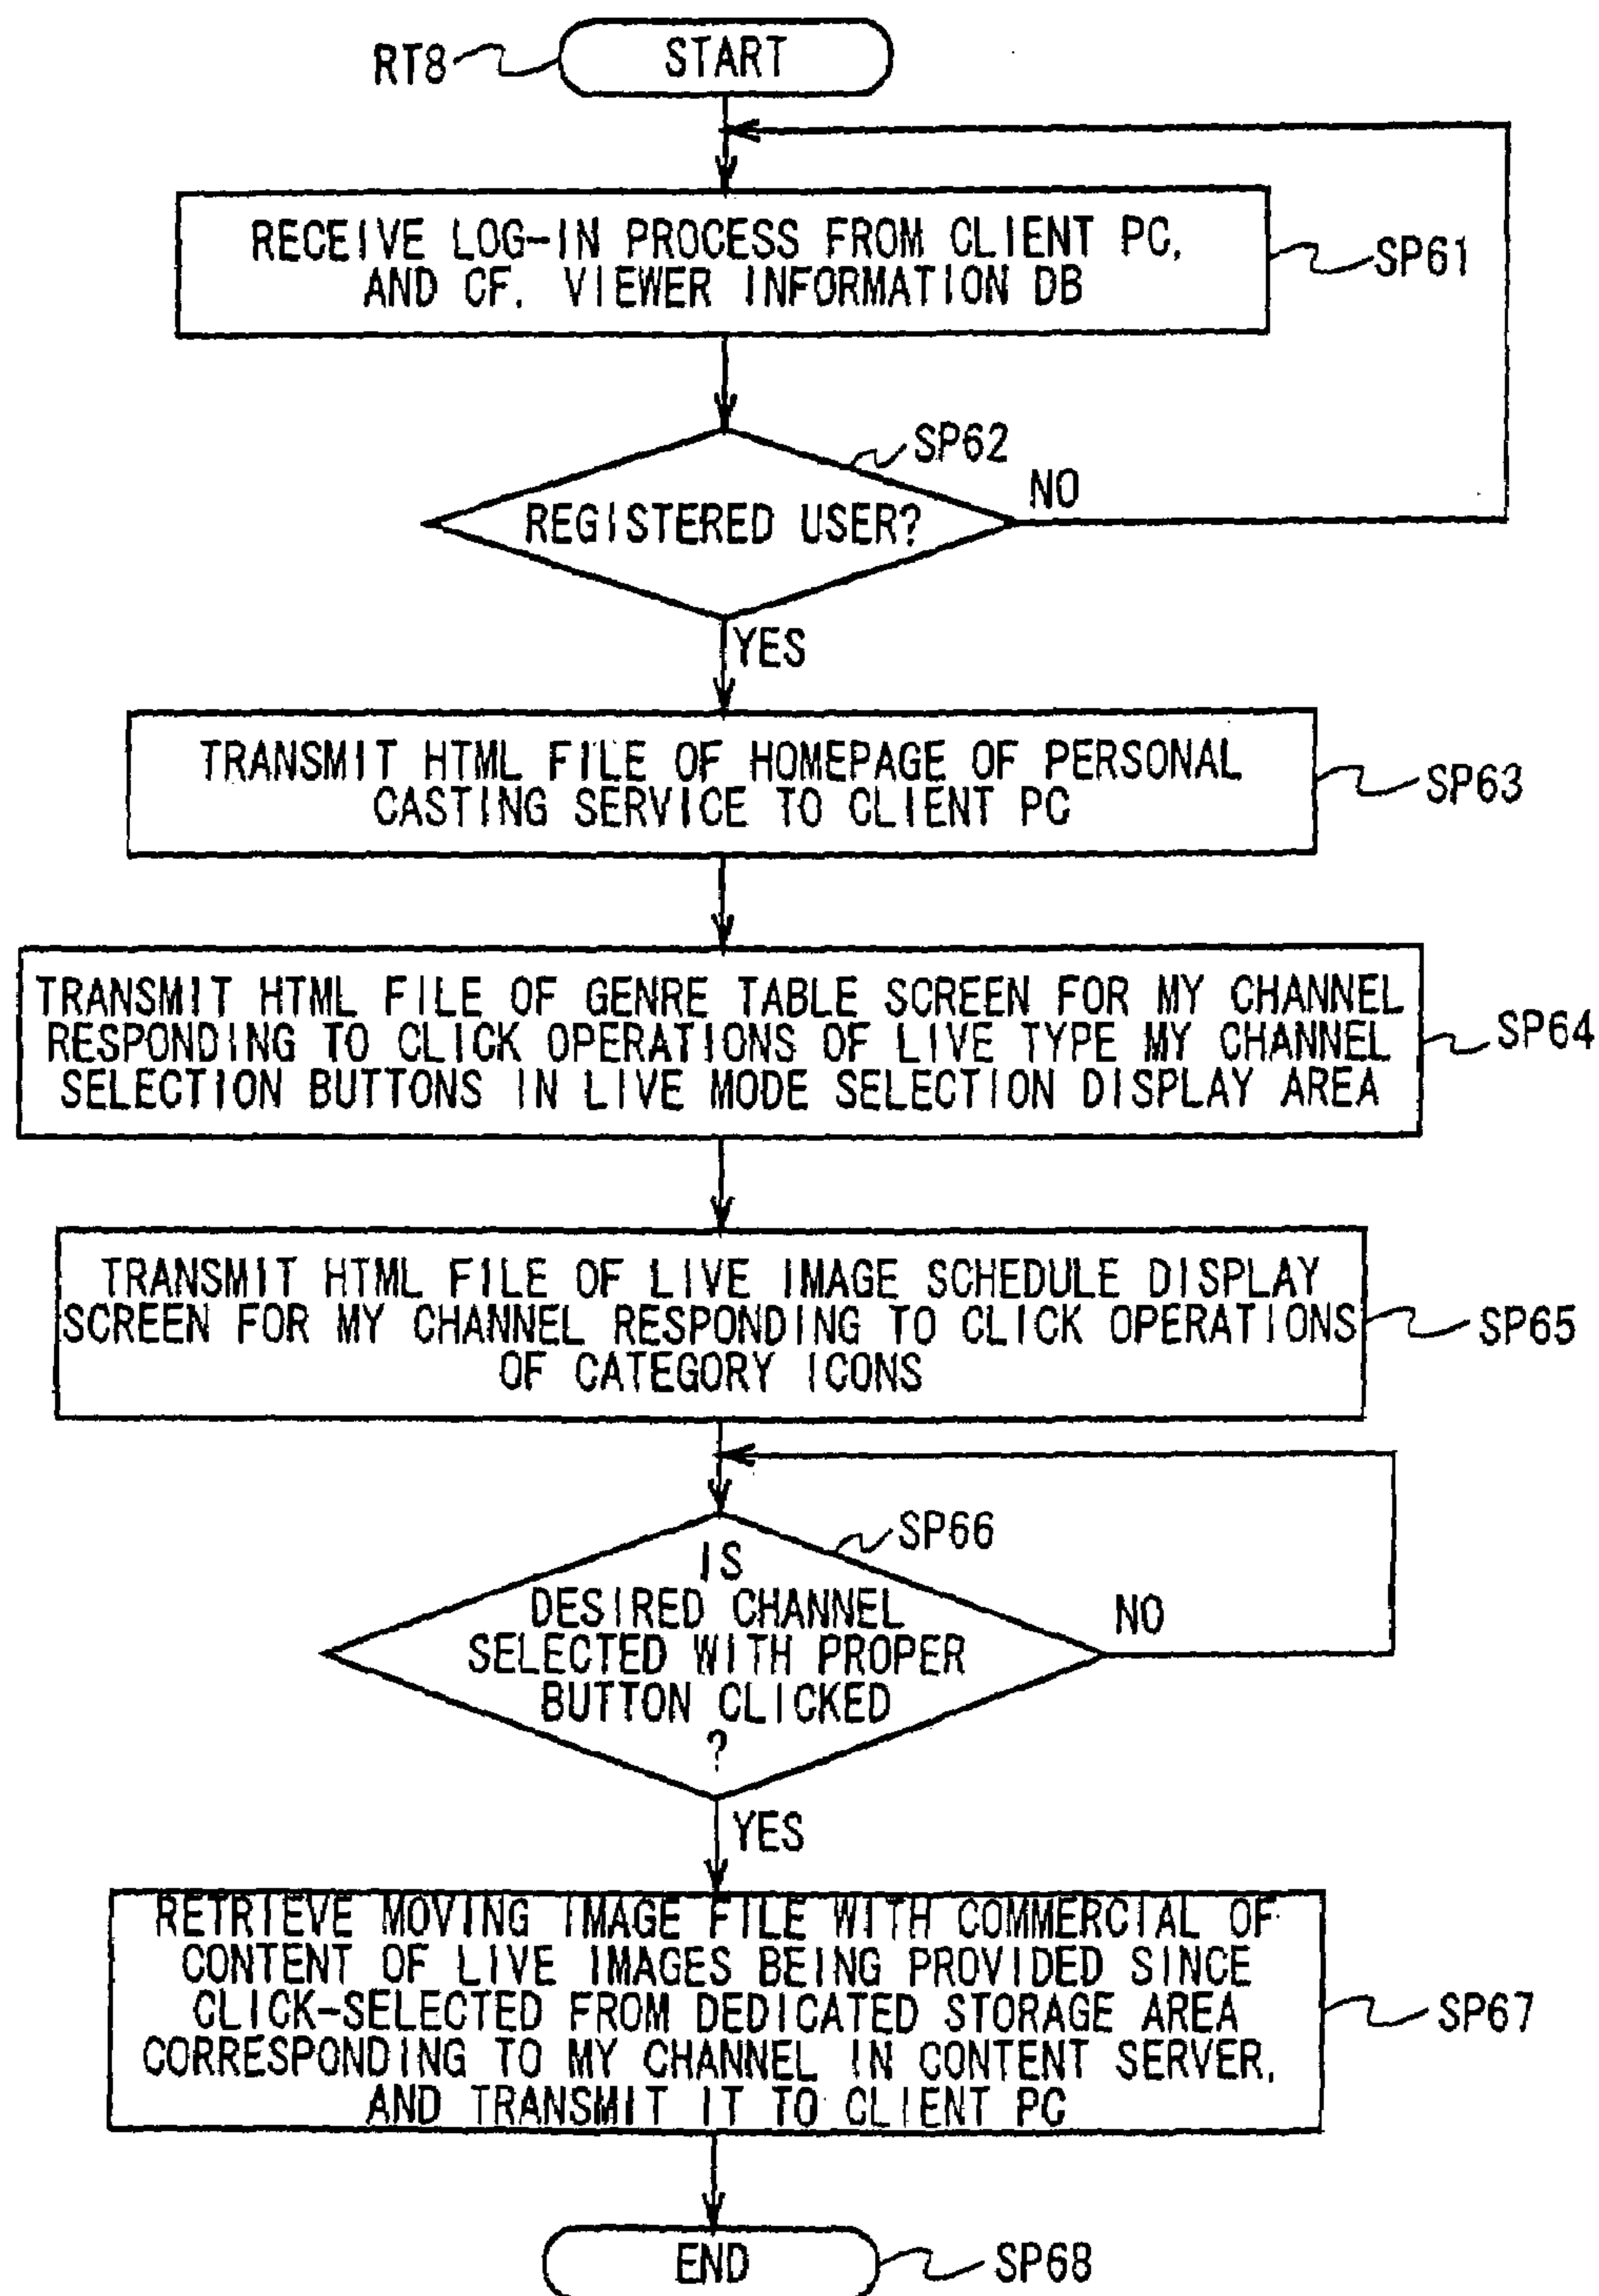 RT8
START
RECEIVE LOG-IN PROCESS FROM CLIENT PC,
AND CF. VIEWER INFORMATION DB
SP61
SP62
REGISTERED USER?
NO
YES
TRANSMIT HTML FILE OF HOMEPAGE OF PERSONAL
CASTING SERVICE TO CLIENT PC
SP63
TRANSMIT HTML FILE OF GENRE TABLE SCREEN FOR MY CHANNEL
RESPONDING TO CLICK OPERATIONS OF LIVE TYPE MY CHANNEL
SELECTION BUTTONS IN LIVE MODE SELECTION DISPLAY AREA
SP64
TRANSMIT HTML FILE OF LIVE IMAGE SCHEDULE DISPLAY
SCREEN FOR MY CHANNEL RESPONDING TO CLICK OPERATIONS
OF CATEGORY ICONS
SP65
SP66
IS
DESIRED CHANNEL
SELECTED WITH PROPER
BUTTON CLICKED
?
NO
YES
RETRIEVE MOVING IMAGE FILE WITH COMMERCIAL OF
CONTENT OF LIVE IMAGES BEING PROVIDED SINCE
CLICK-SELECTED FROM DEDICATED STORAGE AREA
CORRESPONDING TO MY CHANNEL IN CONTENT SERVER,
AND TRANSMIT IT TO CLIENT PC
SP67
END
SP68